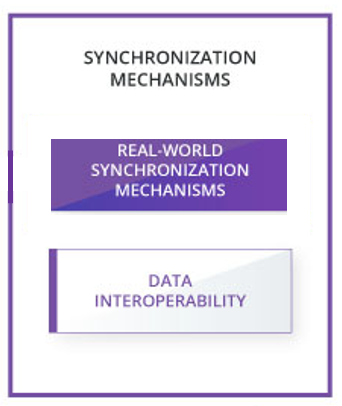 SYNCHRONIZATION
MECHANISMS
REAL-WORLD
SYNCHRONIZATION
MECHANISMS
DATA
INTEROPERABILITY